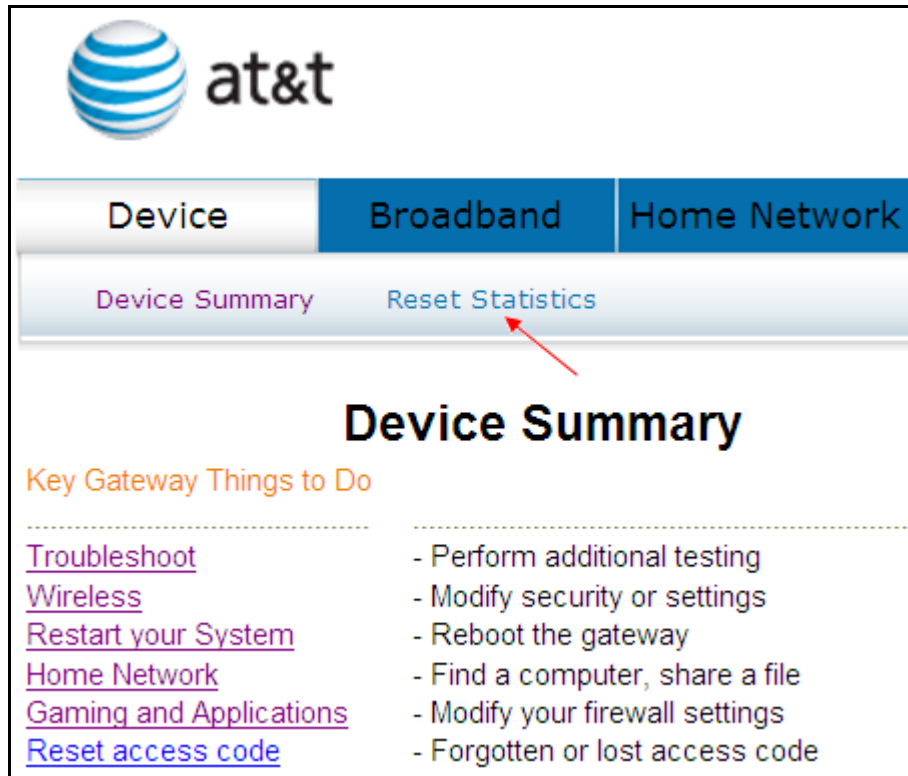 at&t
Device Broadband Home Network
Device Summary Reset Statistics
Device Summary
Key Gateway Things to Do
Troubleshoot - Perform additional testing
Wireless - Modify security or settings
Restart your System - Reboot the gateway
Home Network - Find a computer, share a file
Gaming and Applications - Modify your firewall settings
Reset access code - Forgotten or lost access code